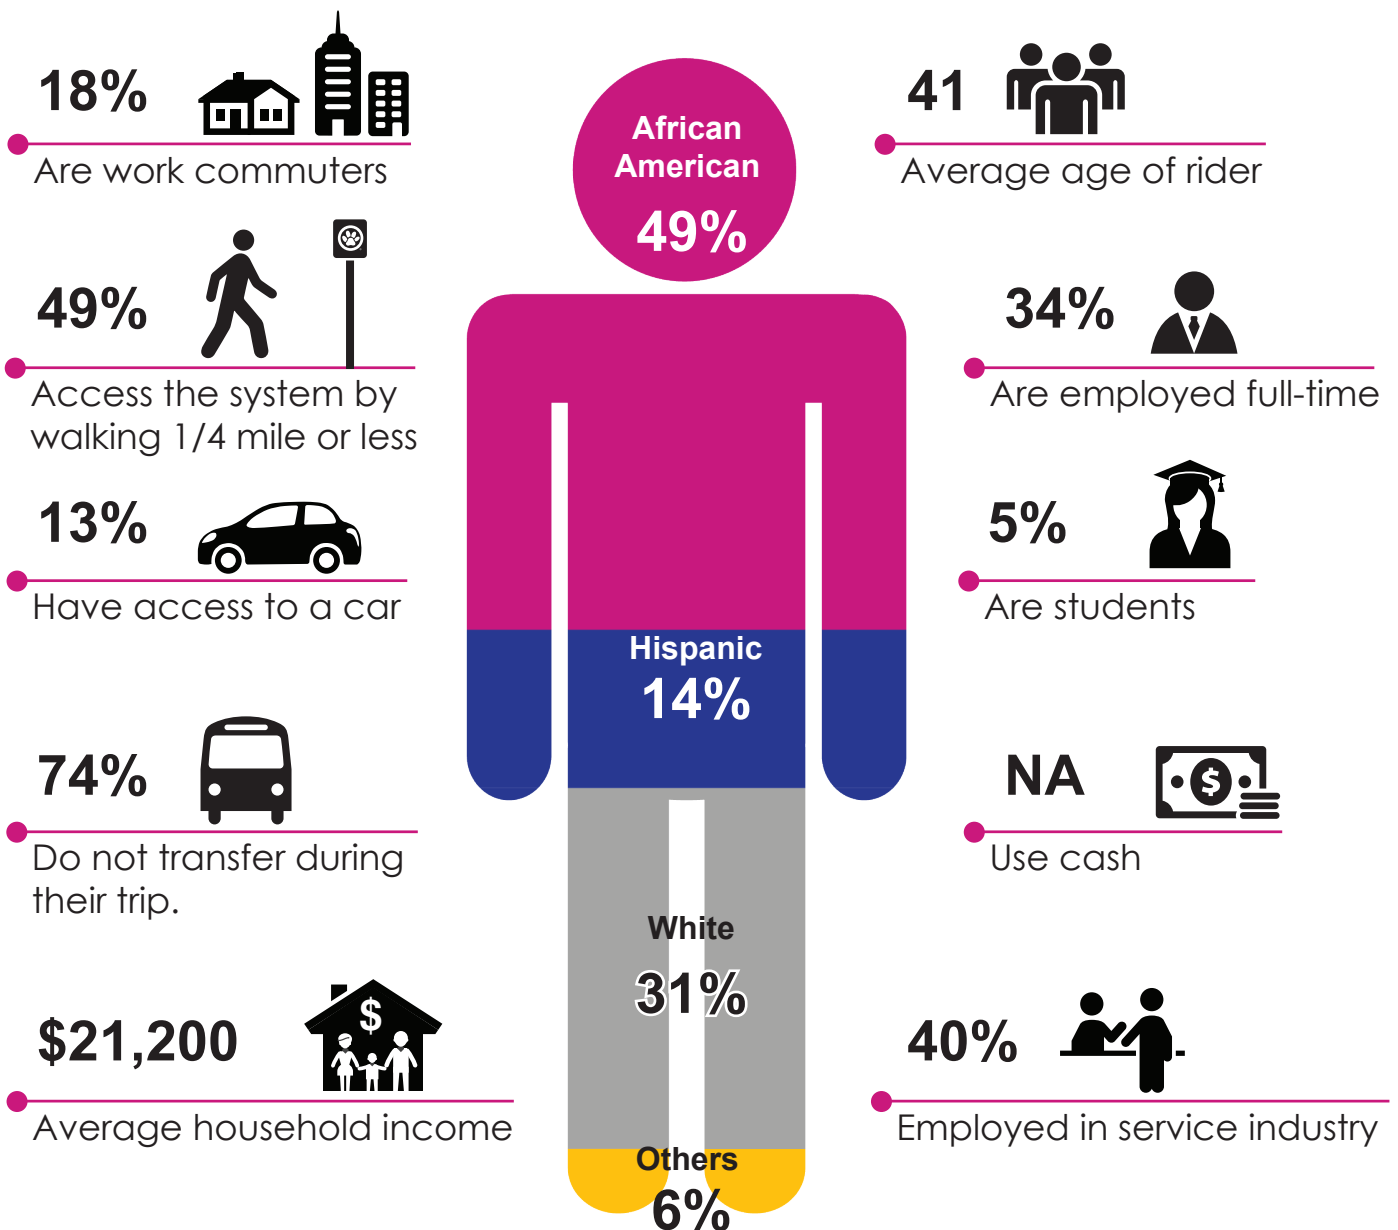 18%
Are work commuters
49%
Access the system by
walking 1/4 mile or less
13%
Have access to a car
74%
Do not transfer during
their trip.
$
$21,200
Average household income
African
American
49%
Hispanic
14%
White
31%
Others
6%
41
Average age of rider
34%
Are employed full-time
5%
Are students
NA
$
Use cash
40%
Employed in service industry